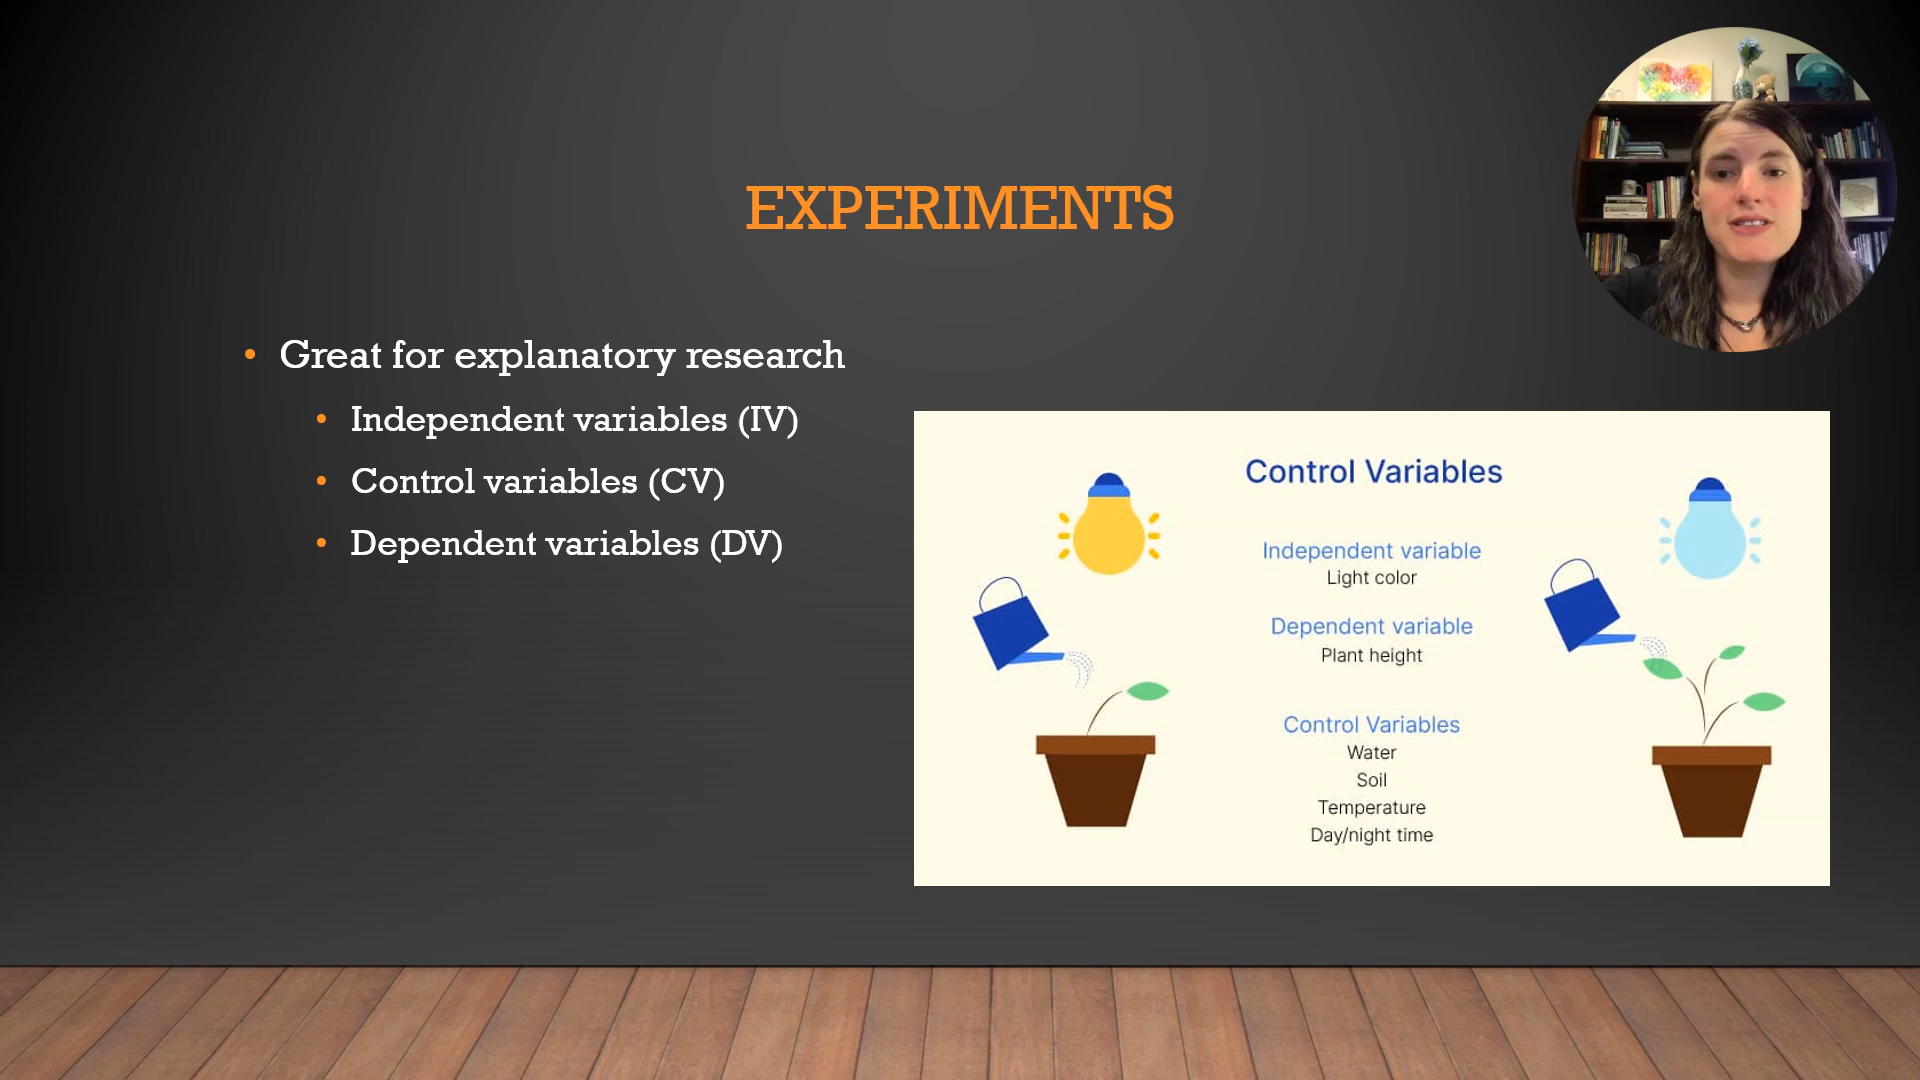 EXPERIMENTS
Great for explanatory research
Independent variables (IV)
Control variables (CV)
Dependent variables (DV)
Control Variables
Independent variable
Light color
Dependent variable
Plant height
Control Variables
Water
Soil
Temperature
Day/night time